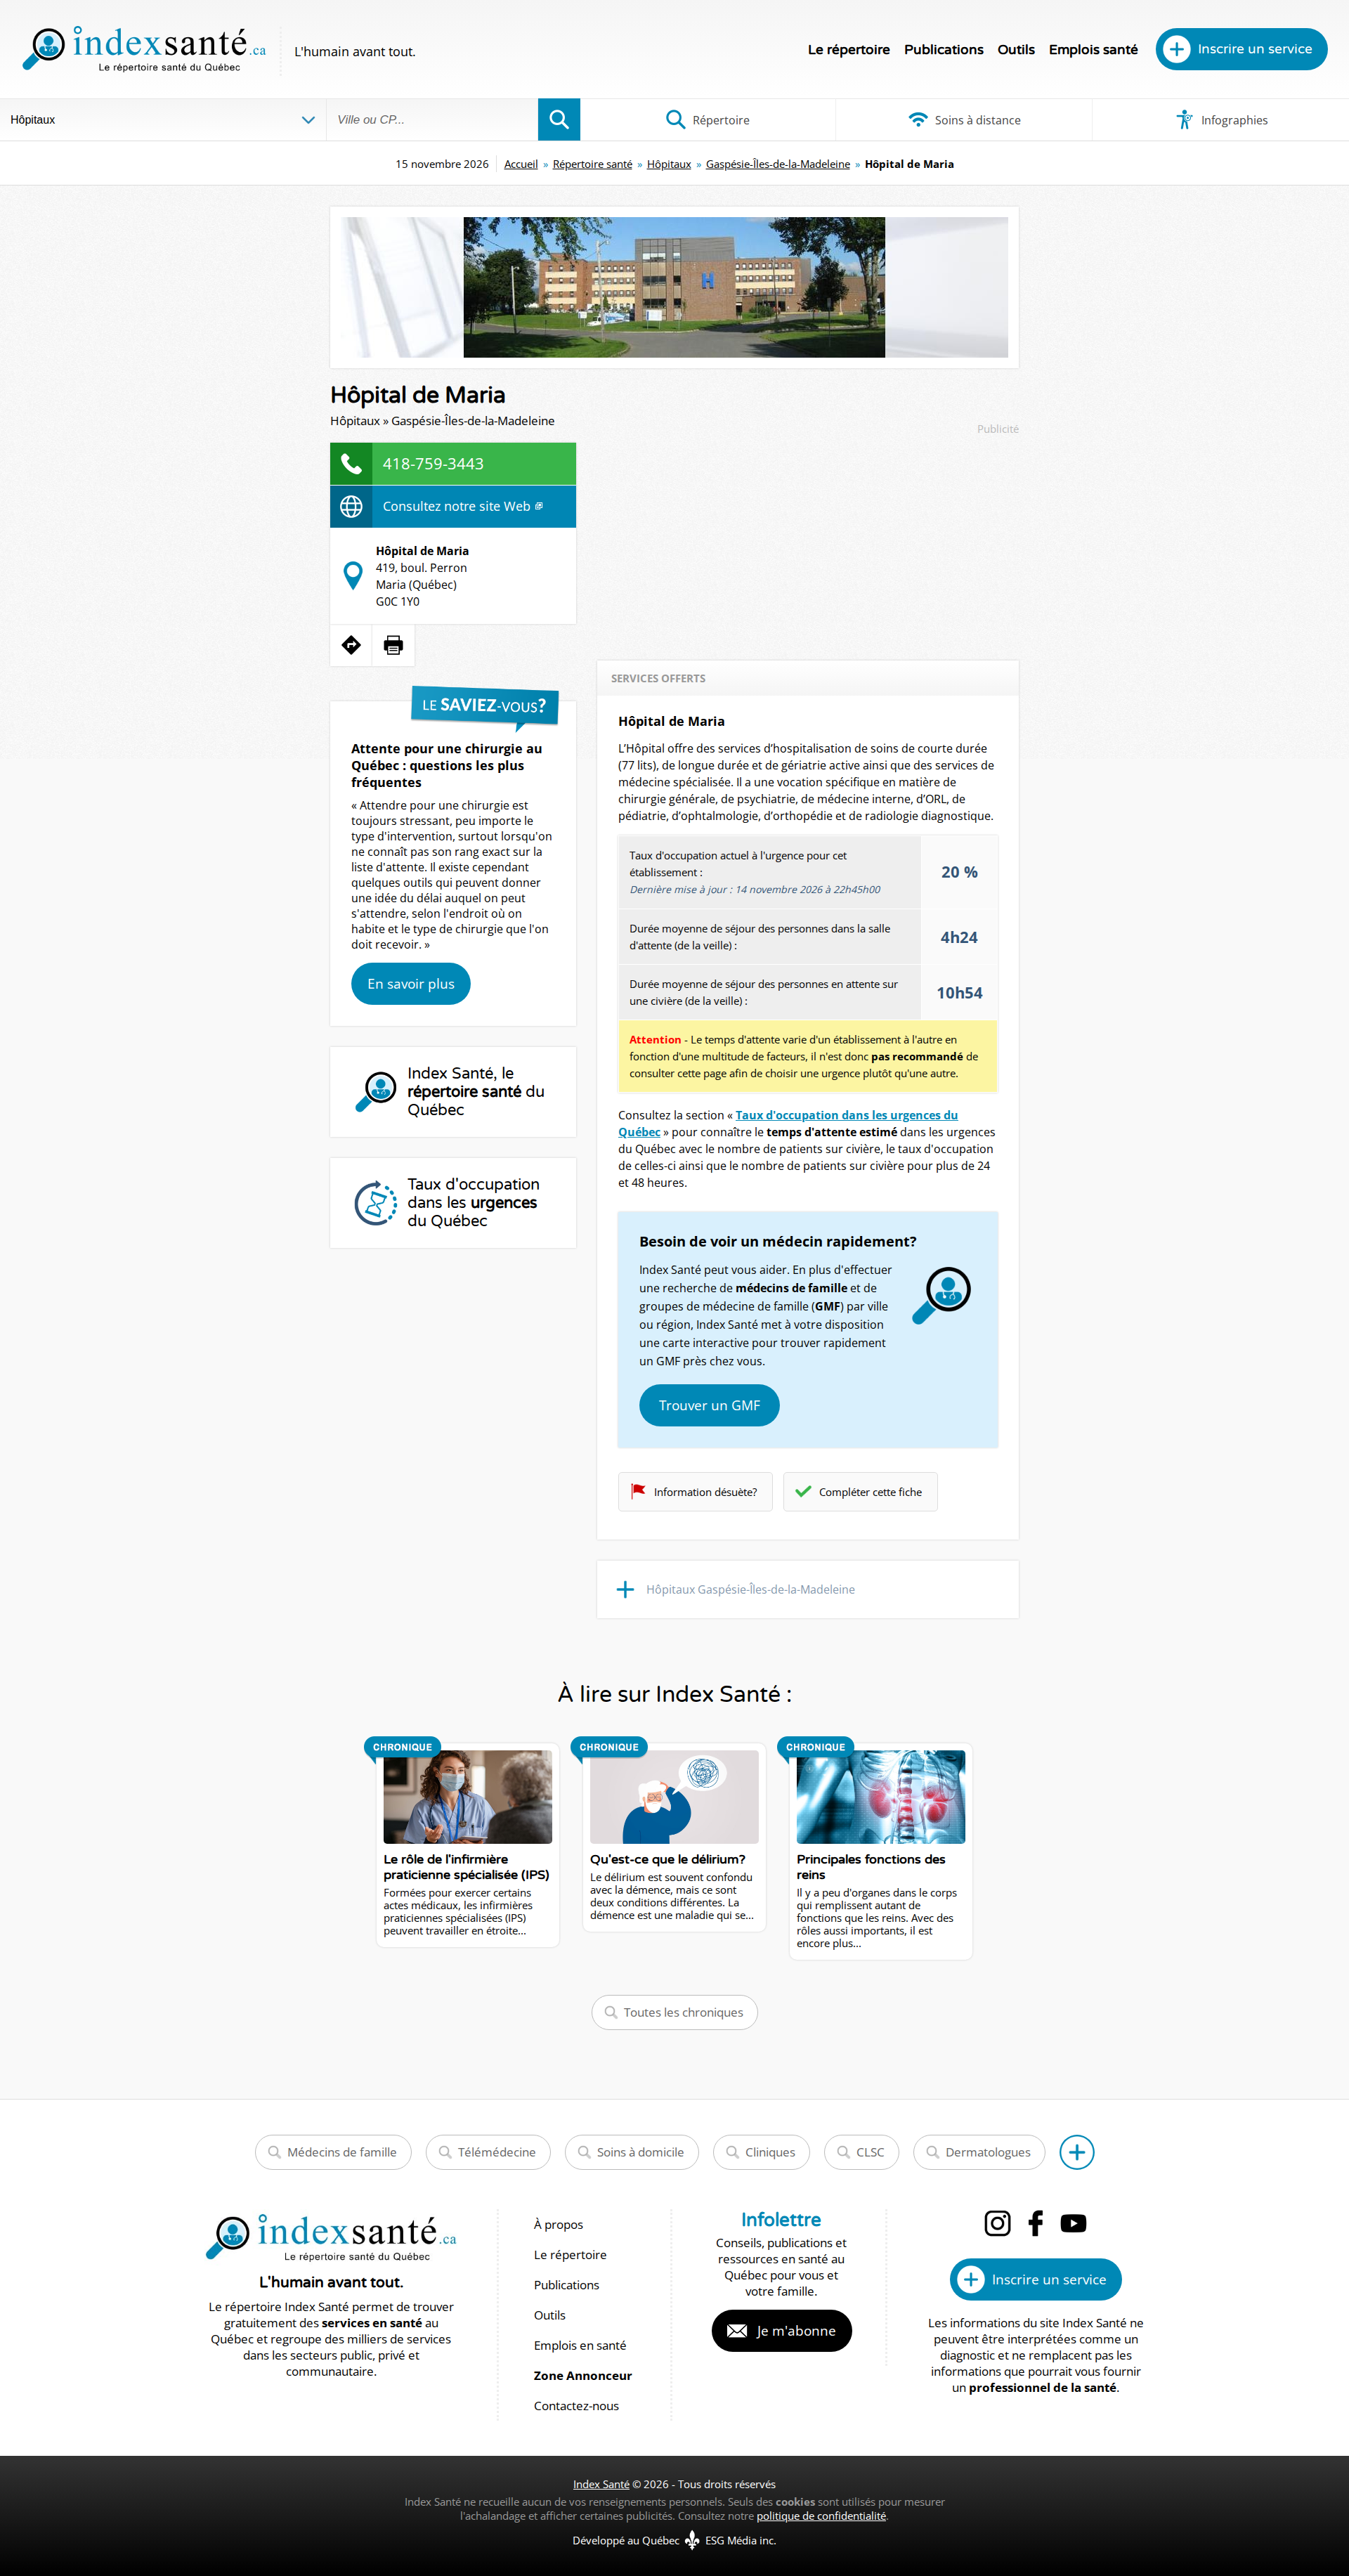 indexsanté.ca
Le répertoire santé du Québec
L'humain avant tout.
Le répertoire
Publications
Outils
Emplois santé
Inscrire un service
Hôpitaux
Ville ou CP...
Répertoire
Soins à distance
Infographies
15 novembre 2026
Accueil » Répertoire santé » Hôpitaux » Gaspésie-Îles-de-la-Madeleine » Hôpital de Maria
H
Hôpital de Maria
Hôpitaux » Gaspésie-Îles-de-la-Madeleine
Publicité
418-759-3443
Consultez notre site Web
Hôpital de Maria
419, boul. Perron
Maria (Québec)
G0C 1Y0
LE SAVIEZ-VOUS?
Attente pour une chirurgie au
Québec : questions les plus
fréquentes
« Attendre pour une chirurgie est
toujours stressant, peu importe le
type d'intervention, surtout lorsqu'on
ne connaît pas son rang exact sur la
liste d'attente. Il existe cependant
quelques outils qui peuvent donner
une idée du délai auquel on peut
s'attendre, selon l'endroit où on
habite et le type de chirurgie que l'on
doit recevoir. »
En savoir plus
Index Santé, le
répertoire santé du
Québec
Taux d'occupation
dans les urgences
du Québec
SERVICES OFFERTS
Hôpital de Maria
L’Hôpital offre des services d’hospitalisation de soins de courte durée
(77 lits), de longue durée et de gériatrie active ainsi que des services de
médecine spécialisée. Il a une vocation spécifique en matière de
chirurgie générale, de psychiatrie, de médecine interne, d’ORL, de
pédiatrie, d’ophtalmologie, d’orthopédie et de radiologie diagnostique.
Taux d'occupation actuel à l'urgence pour cet
établissement :
Dernière mise à jour : 14 novembre 2026 à 22h45h00
20 %
Durée moyenne de séjour des personnes dans la salle
d'attente (de la veille) :
4h24
Durée moyenne de séjour des personnes en attente sur
une civière (de la veille) :
10h54
Attention - Le temps d'attente varie d'un établissement à l'autre en
fonction d'une multitude de facteurs, il n'est donc pas recommandé de
consulter cette page afin de choisir une urgence plutôt qu'une autre.
Consultez la section « Taux d'occupation dans les urgences du
Québec » pour connaître le temps d'attente estimé dans les urgences
du Québec avec le nombre de patients sur civière, le taux d'occupation
de celles-ci ainsi que le nombre de patients sur civière pour plus de 24
et 48 heures.
Besoin de voir un médecin rapidement?
Index Santé peut vous aider. En plus d'effectuer
une recherche de médecins de famille et de
groupes de médecine de famille (GMF) par ville
ou région, Index Santé met à votre disposition
une carte interactive pour trouver rapidement
un GMF près chez vous.
Trouver un GMF
Information désuète?
Compléter cette fiche
Hôpitaux Gaspésie-Îles-de-la-Madeleine
À lire sur Index Santé :
CHRONIQUE
Le rôle de l'infirmière
praticienne spécialisée (IPS)
Formées pour exercer certains
actes médicaux, les infirmières
praticiennes spécialisées (IPS)
peuvent travailler en étroite...
CHRONIQUE
Qu'est-ce que le délirium?
Le délirium est souvent confondu
avec la démence, mais ce sont
deux conditions différentes. La
démence est une maladie qui se...
CHRONIQUE
Principales fonctions des
reins
Il y a peu d'organes dans le corps
qui remplissent autant de
fonctions que les reins. Avec des
rôles aussi importants, il est
encore plus...
Toutes les chroniques
Médecins de famille
Télémédecine
Soins à domicile
Cliniques
CLSC
Dermatologues
indexsanté.ca
Le répertoire santé du Québec
L'humain avant tout.
Le répertoire Index Santé permet de trouver
gratuitement des services en santé au
Québec et regroupe des milliers de services
dans les secteurs public, privé et
communautaire.
À propos
Le répertoire
Publications
Outils
Emplois en santé
Zone Annonceur
Contactez-nous
Infolettre
Conseils, publications et
ressources en santé au
Québec pour vous et
votre famille.
Je m'abonne
Inscrire un service
Les informations du site Index Santé ne
peuvent être interprétées comme un
diagnostic et ne remplacent pas les
informations que pourrait vous fournir
un professionnel de la santé.
Index Santé © 2026 - Tous droits réservés
Index Santé ne recueille aucun de vos renseignements personnels. Seuls des cookies sont utilisés pour mesurer
l'achalandage et afficher certaines publicités. Consultez notre politique de confidentialité.
Développé au Québec ESG Média inc.